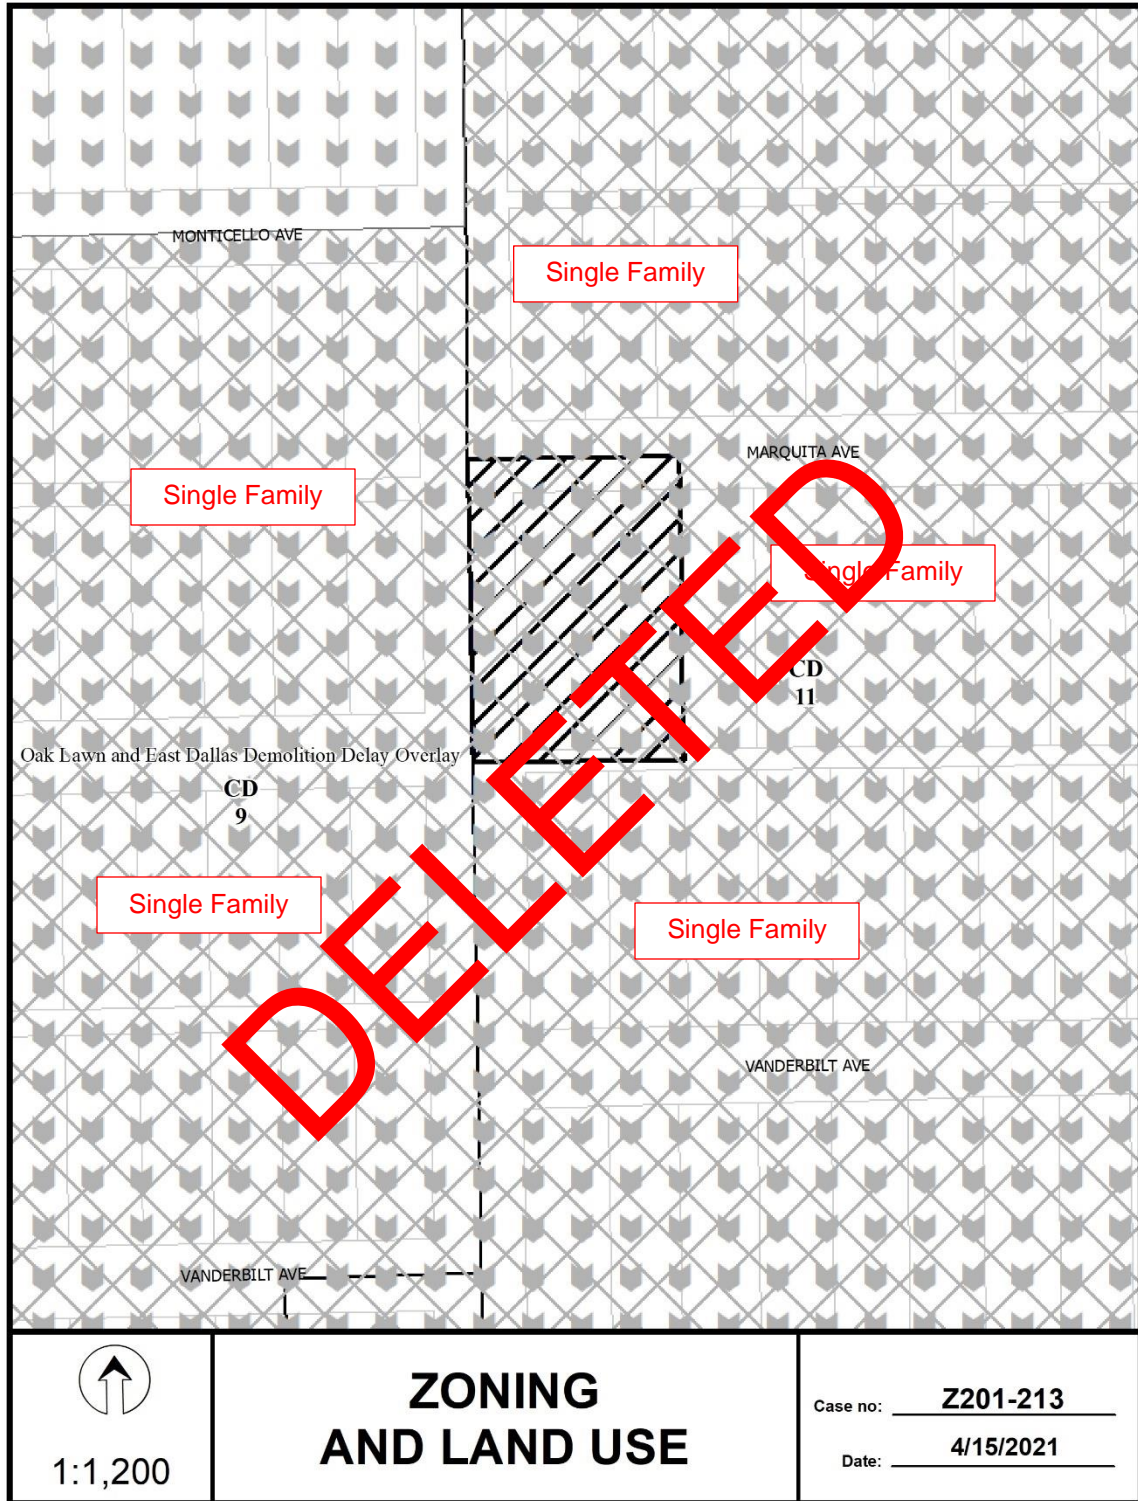 MONTICELLO AVE
Single Family
MARQUITA AVE
Single Family
Single Family
CD
11
Oak Lawn and East Dallas Demolition Delay Overlay
CD
9
Single Family
Single Family
DELETED
VANDERBILT AVE
VANDERBILT AVE
1:1,200
ZONING
AND LAND USE
Case no: Z201-213
Date: 4/15/2021